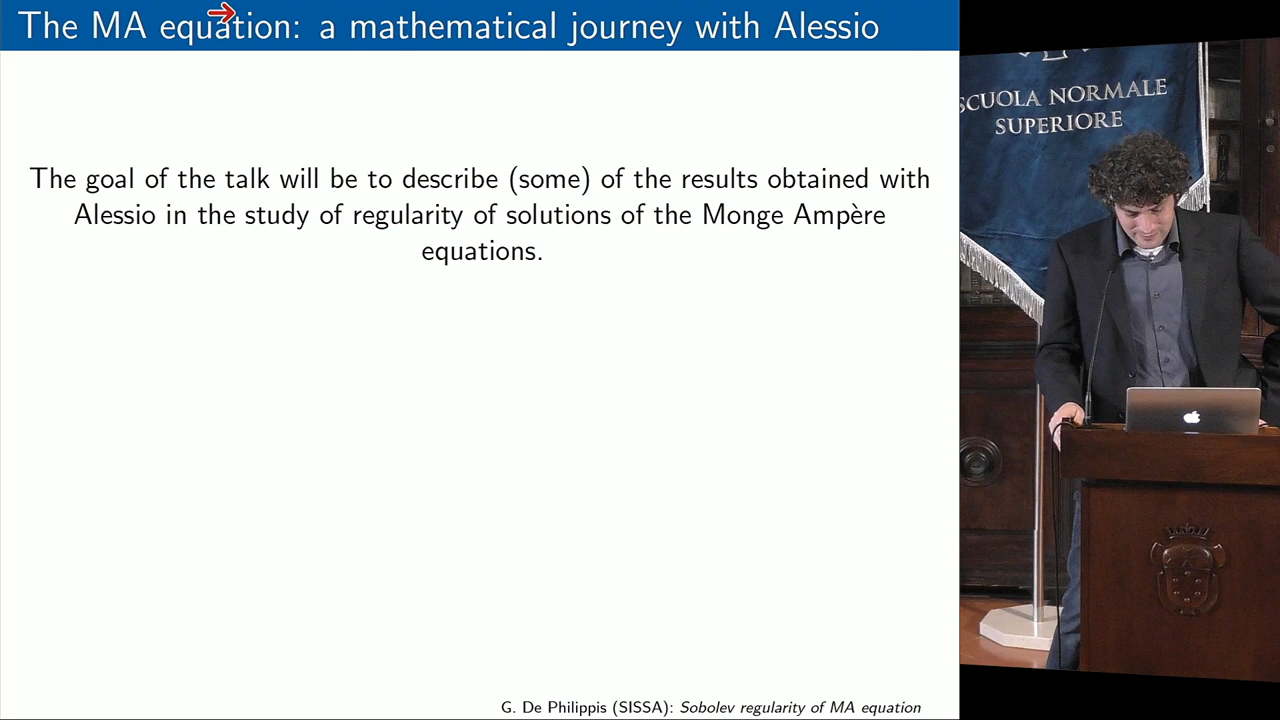 The MA equation: a mathematical journey with Alessio
The goal of the talk will be to describe (some) of the results obtained with
Alessio in the study of regularity of solutions of the Monge Ampère
equations.
G. De Philippis (SISSA): Sobolev regularity of MA equation
SCUOLA NORMALE
SUPERIORE